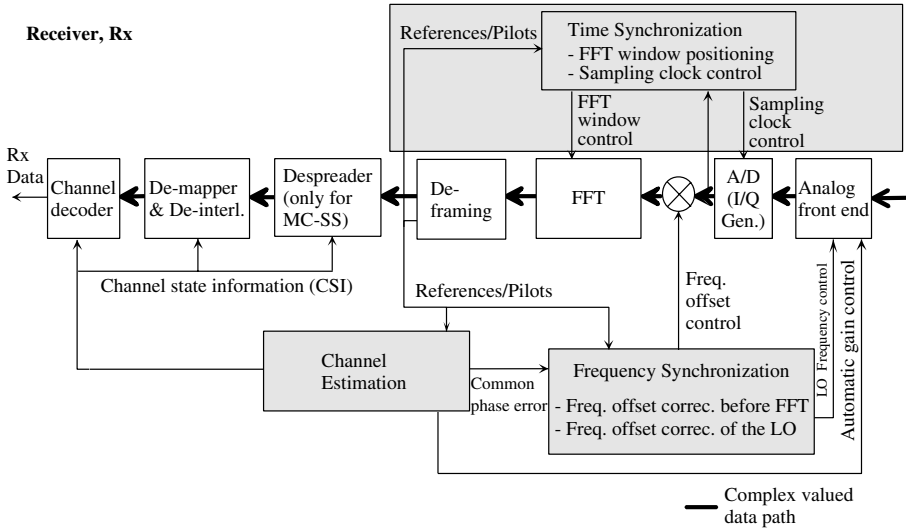 Receiver, Rx
References/Pilots
Time Synchronization
- FFT window positioning
- Sampling clock control
FFT
window
control
Sampling
clock
control
Rx
Data
Channel
decoder
De-mapper
& De-interl.
Despreader
(only for
MC-SS)
De-
framing
FFT
A/D
(I/Q
Gen.)
Analog
front end
Channel state information (CSI)
References/Pilots
Freq.
offset
control
LO Frequency control
Automatic gain control
Channel
Estimation
Common
phase error
Frequency Synchronization
- Freq. offset correc. before FFT
- Freq. offset correc. of the LO
Complex valued
data path